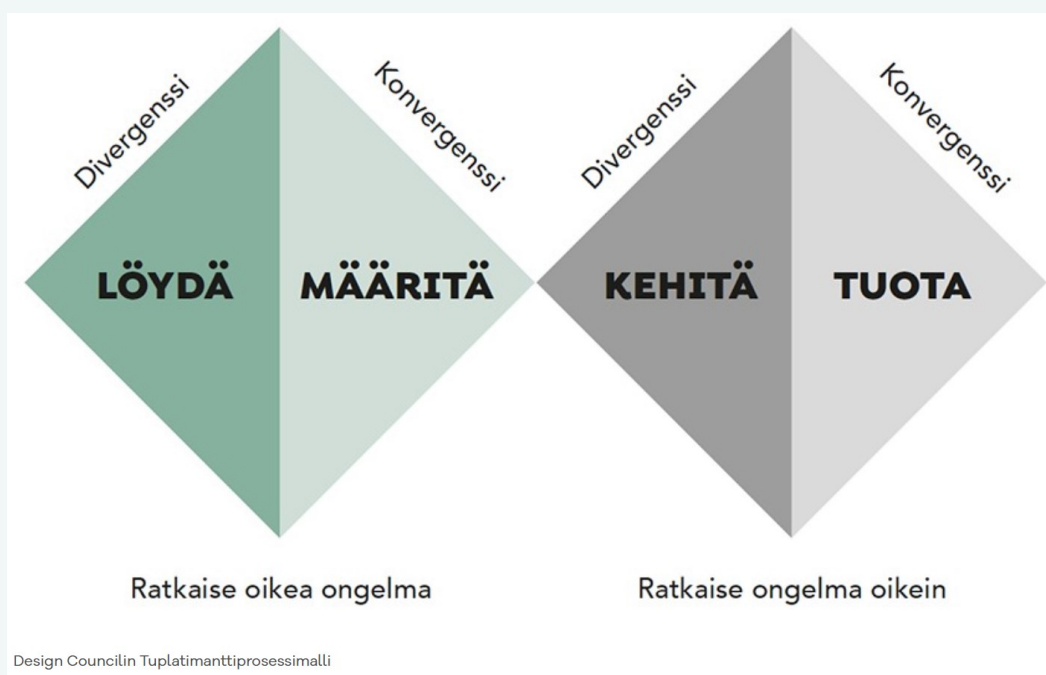 Divergenssi
Konvergenssi
Divergenssi
Konvergenssi
LÖYDÄ
MÄÄRITÄ
KEHITÄ
TUOTA
Ratkaise oikea ongelma
Ratkaise ongelma oikein
Design Councilin Tuplatimanttiprosessimalli